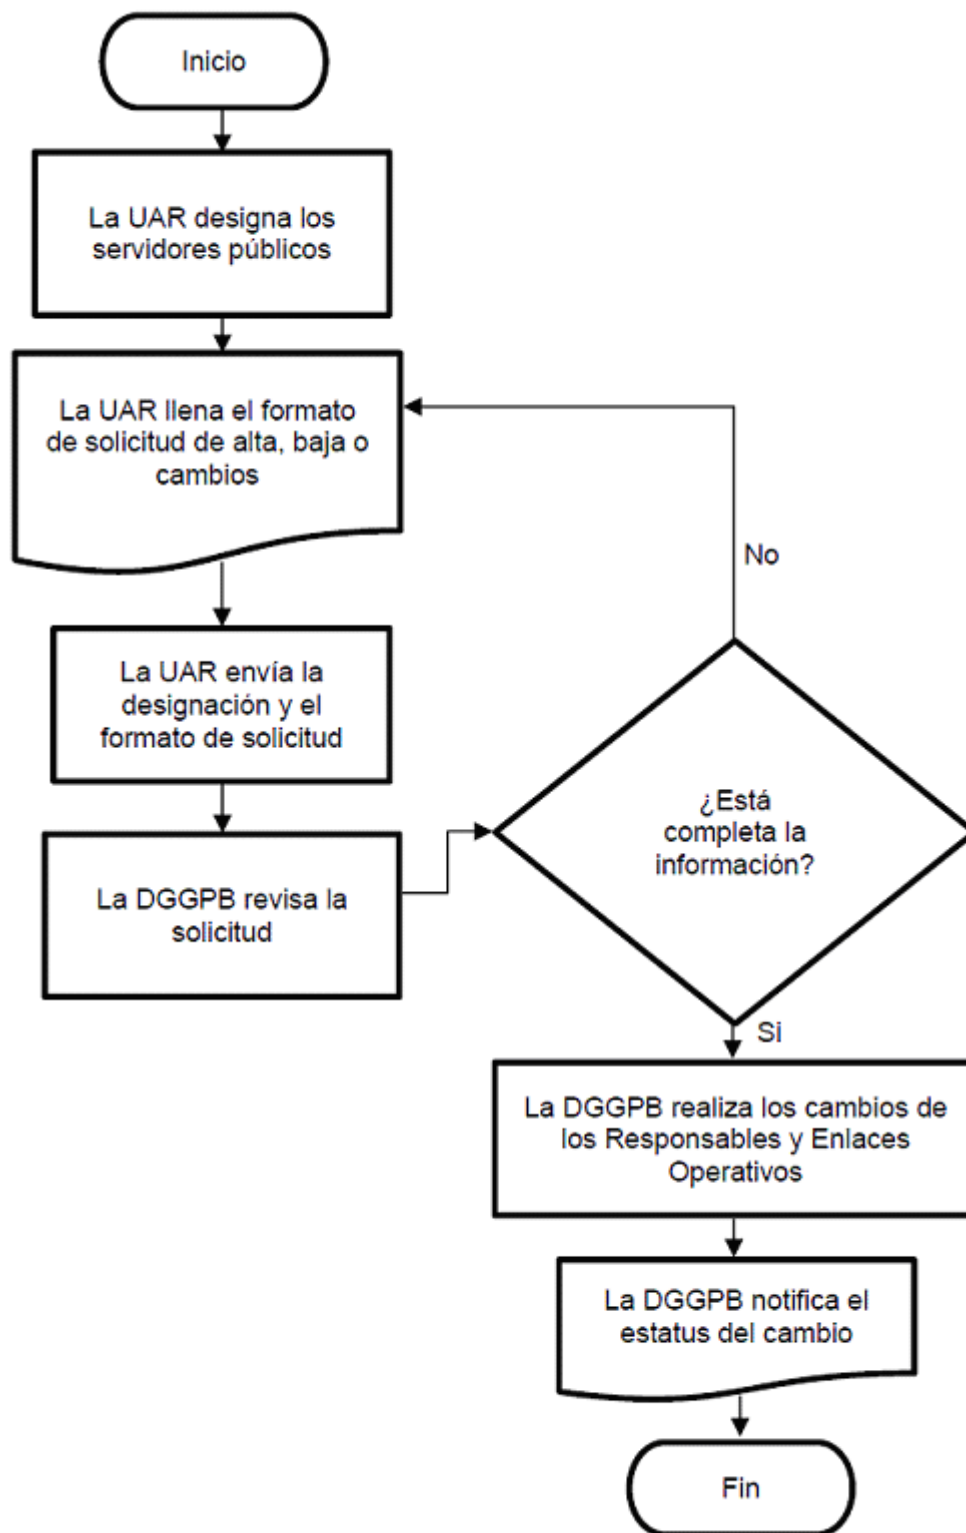 Inicio
La UAR designa los
servidores públicos
La UAR llena el formato
de solicitud de alta, baja o
cambios
La UAR envía la
designación y el
formato de solicitud
La DGGPB revisa la
solicitud
¿Está
completa la
información?
No
Si
La DGGPB realiza los cambios de
los Responsables y Enlaces
Operativos
La DGGPB notifica el
estatus del cambio
Fin